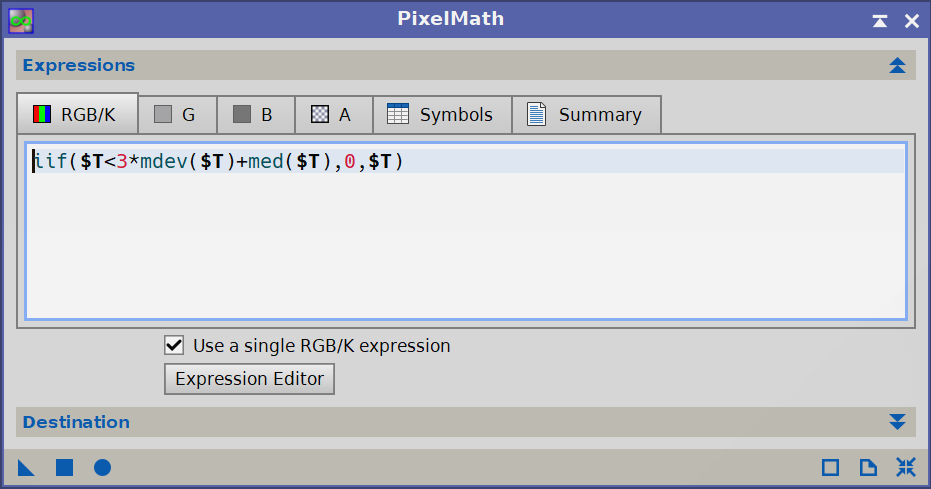 PixelMath
Expressions
RGB/K G B A Symbols Summary
iif($T<3*mdev($T)+med($T),0,$T)
Use a single RGB/K expression
Expression Editor
Destination